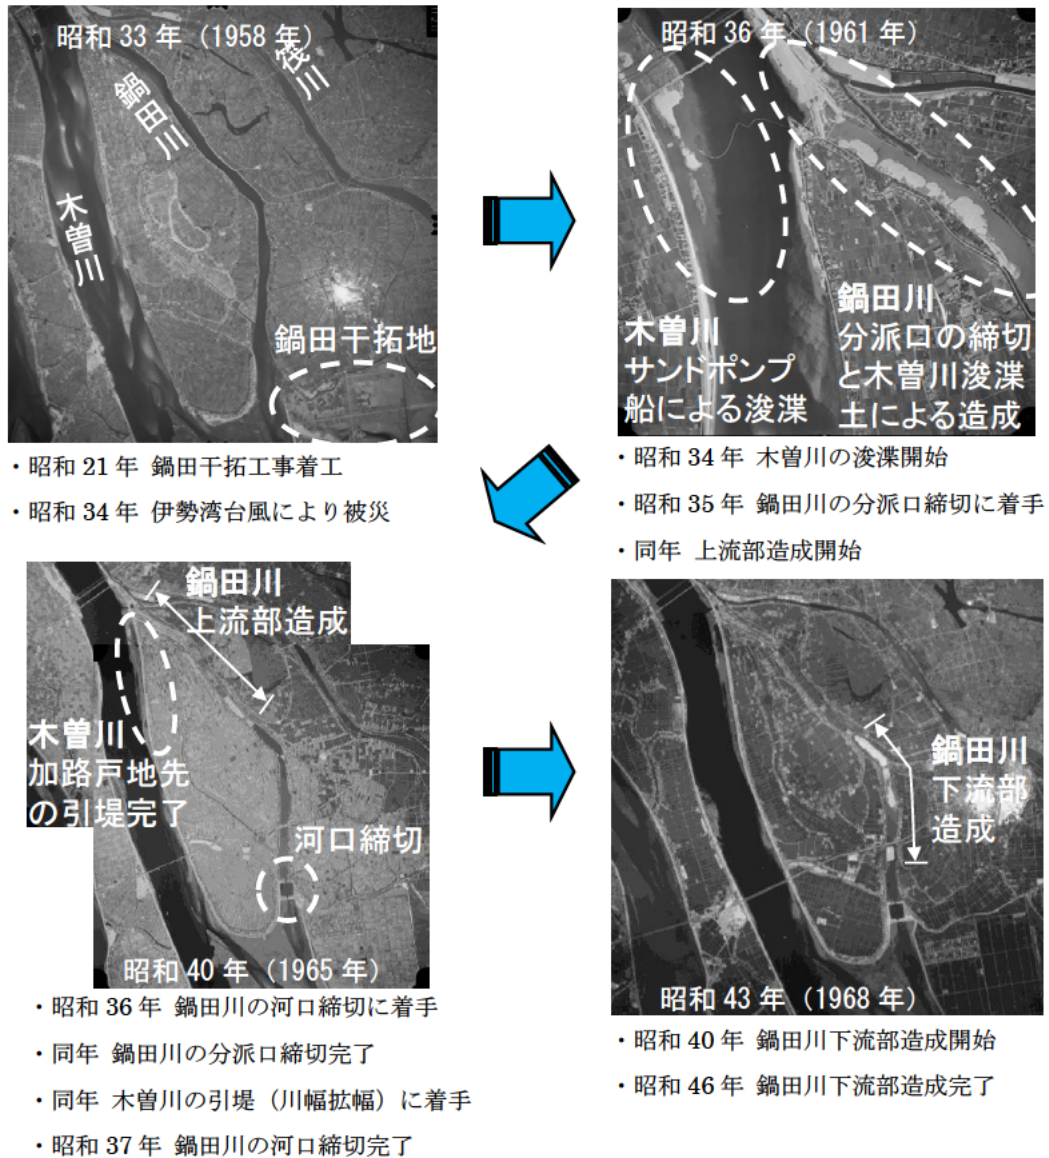 昭和 33 年（1958 年）
筏川
鍋田川
木曽川
鍋田干拓地
・昭和 21 年 鍋田干拓工事着工
・昭和 34 年 伊勢湾台風により被災
昭和 36 年（1961 年）
木曽川
サンドポンプ
船による浚渫
鍋田川
分派口の締切
と木曽川浚渫
土による造成
・昭和 34 年 木曽川の浚渫開始
・昭和 35 年 鍋田川の分派口締切に着手
・同年 上流部造成開始
鍋田川
上流部造成
木曽川
加路戸地先
の引堤完了
河口締切
昭和 40 年（1965 年）
・昭和 36 年 鍋田川の河口締切に着手
・同年 鍋田川の分派口締切完了
・同年 木曽川の引堤（川幅拡幅）に着手
・昭和 37 年 鍋田川の河口締切完了
鍋田川
下流部
造成
昭和 43 年（1968 年）
・昭和 40 年 鍋田川下流部造成開始
・昭和 46 年 鍋田川下流部造成完了